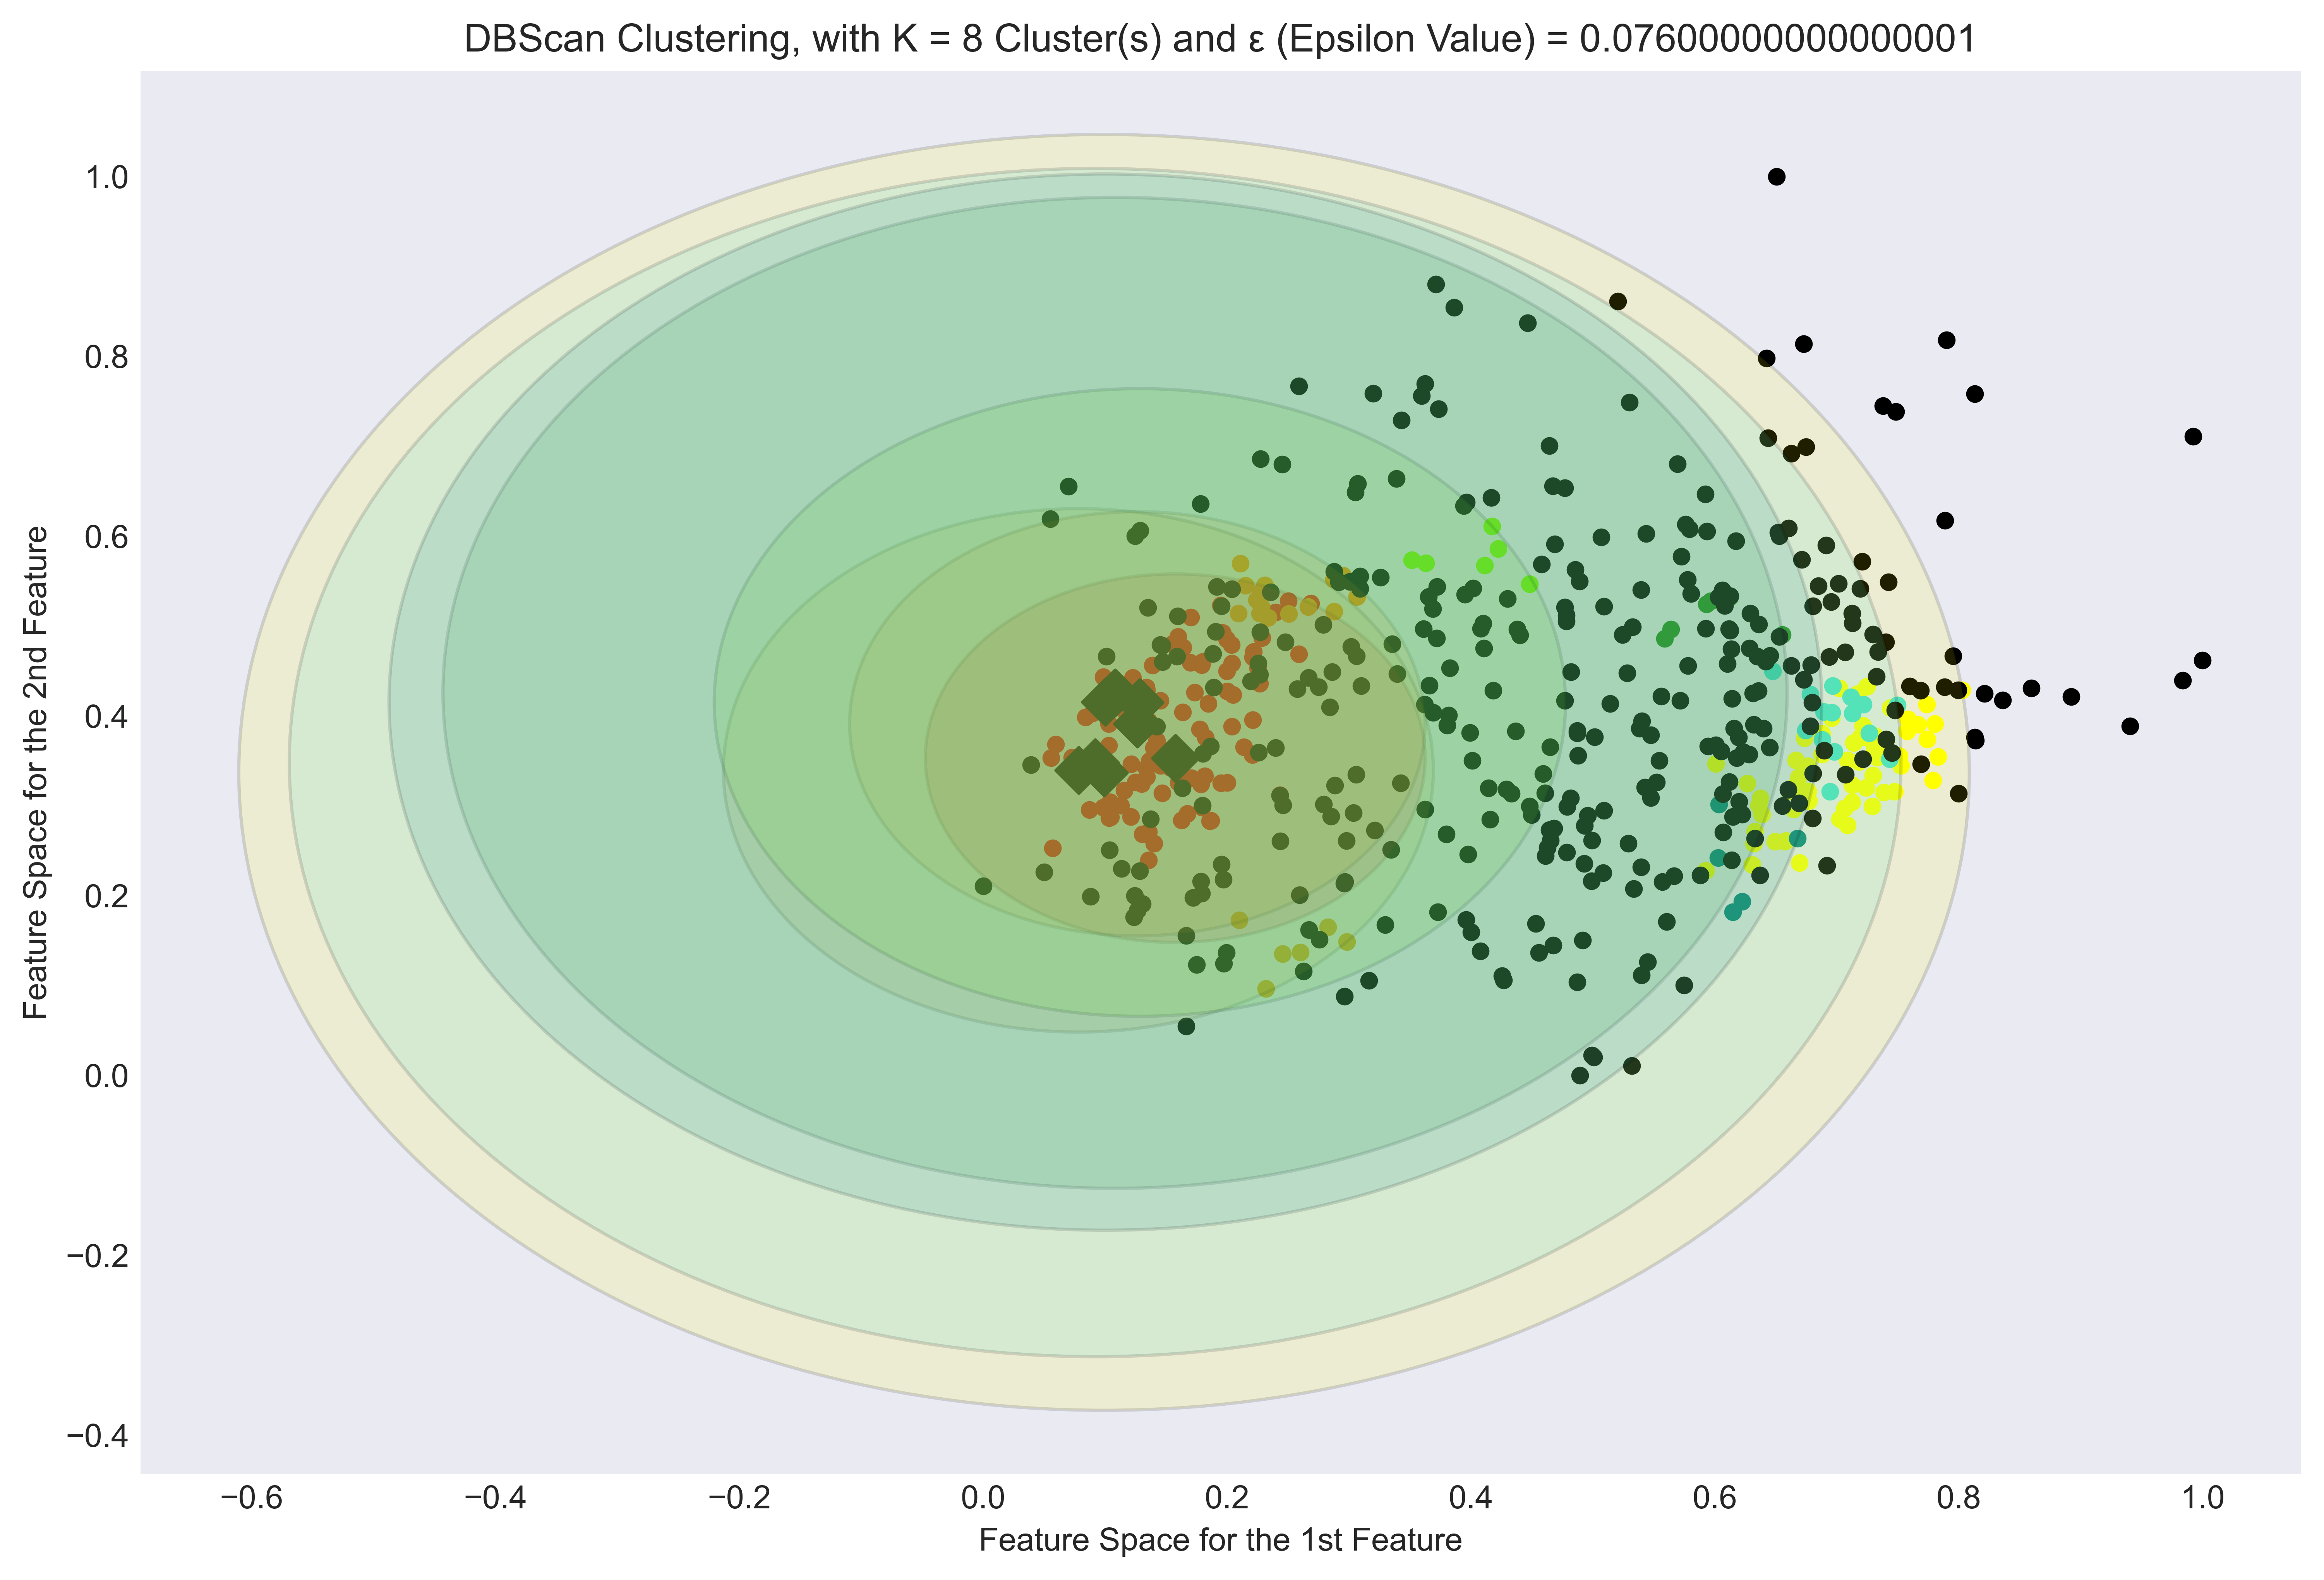 DBScan Clustering, with K = 8 Cluster(s) and ε (Epsilon Value) = 0.07600000000000001
Feature Space for the 2nd Feature
1.0
0.8
0.6
0.4
0.2
0.0
−0.2
−0.4
−0.6 −0.4 −0.2 0.0 0.2 0.4 0.6 0.8 1.0
Feature Space for the 1st Feature